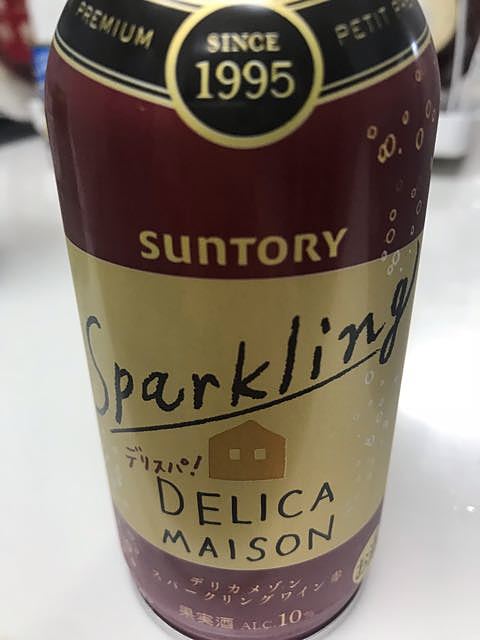 PREMIUM
PETIT
SINCE
1995
SUNTORY
Sparkling
デリスパ!
DELICA
MAISON
デリカメゾン
スパークリングワイン 赤
果実酒 ALC.10%